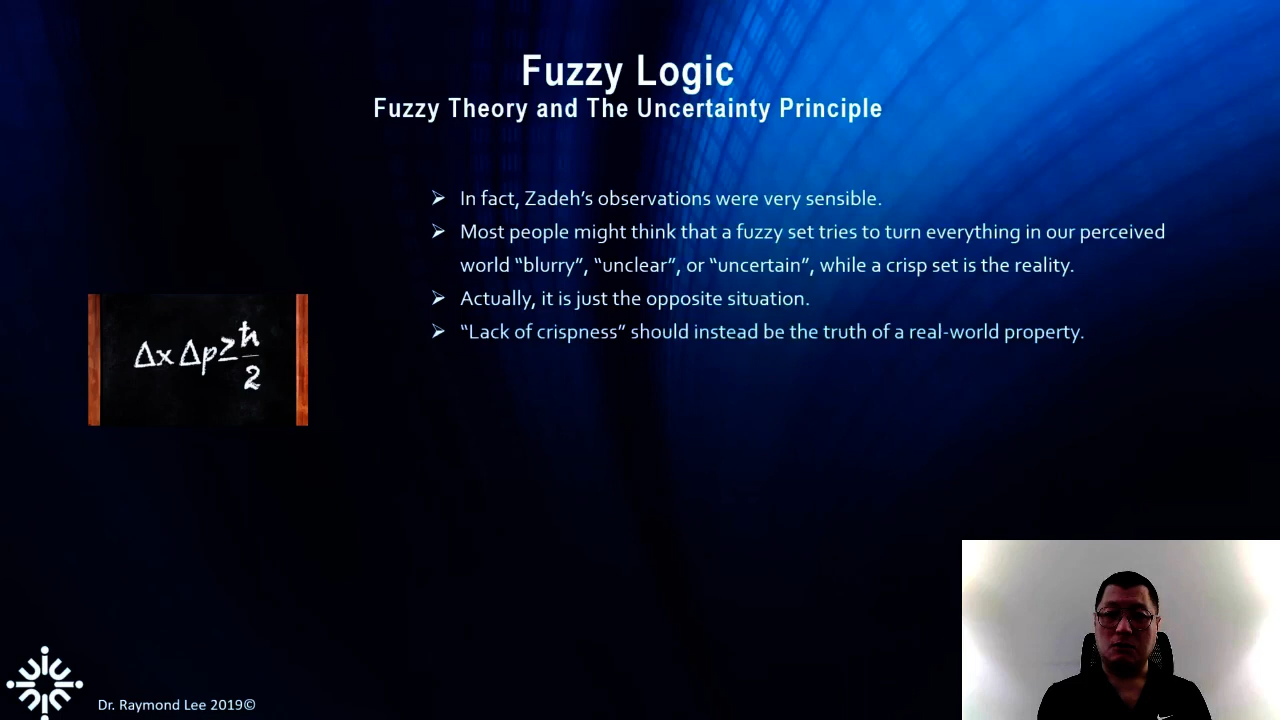 Fuzzy Logic
Fuzzy Theory and The Uncertainty Principle
➢ In fact, Zadeh’s observations were very sensible.
➢ Most people might think that a fuzzy set tries to turn everything in our perceived
world “blurry”, “unclear”, or “uncertain”, while a crisp set is the reality.
➢ Actually, it is just the opposite situation.
➢ “Lack of crispness” should instead be the truth of a real-world property.
Δx Δp ≥ ħ/2
Dr. Raymond Lee 2019©